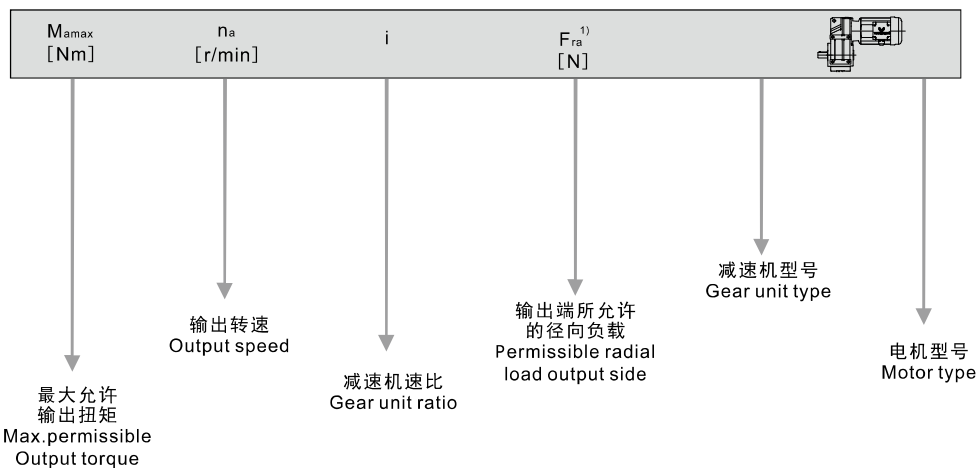 Mamax
[Nm]
na
[r/min]
i
Fra1)
[N]
减速机型号
Gear unit type
输出转速
Output speed
输出端所允许
的径向负载
Permissible radial
load output side
电机型号
Motor type
减速机速比
Gear unit ratio
最大允许
输出扭矩
Max.permissible
Output torque